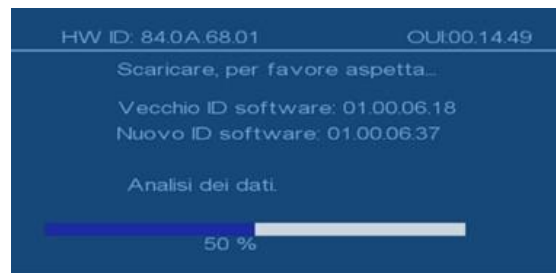 HW ID: 84.0A.68.01 OUI:00.14.49
Scaricare, per favore aspetta...
Vecchio ID software: 01.00.06.18
Nuovo ID software: 01.00.06.37
Analisi dei dati.
50 %